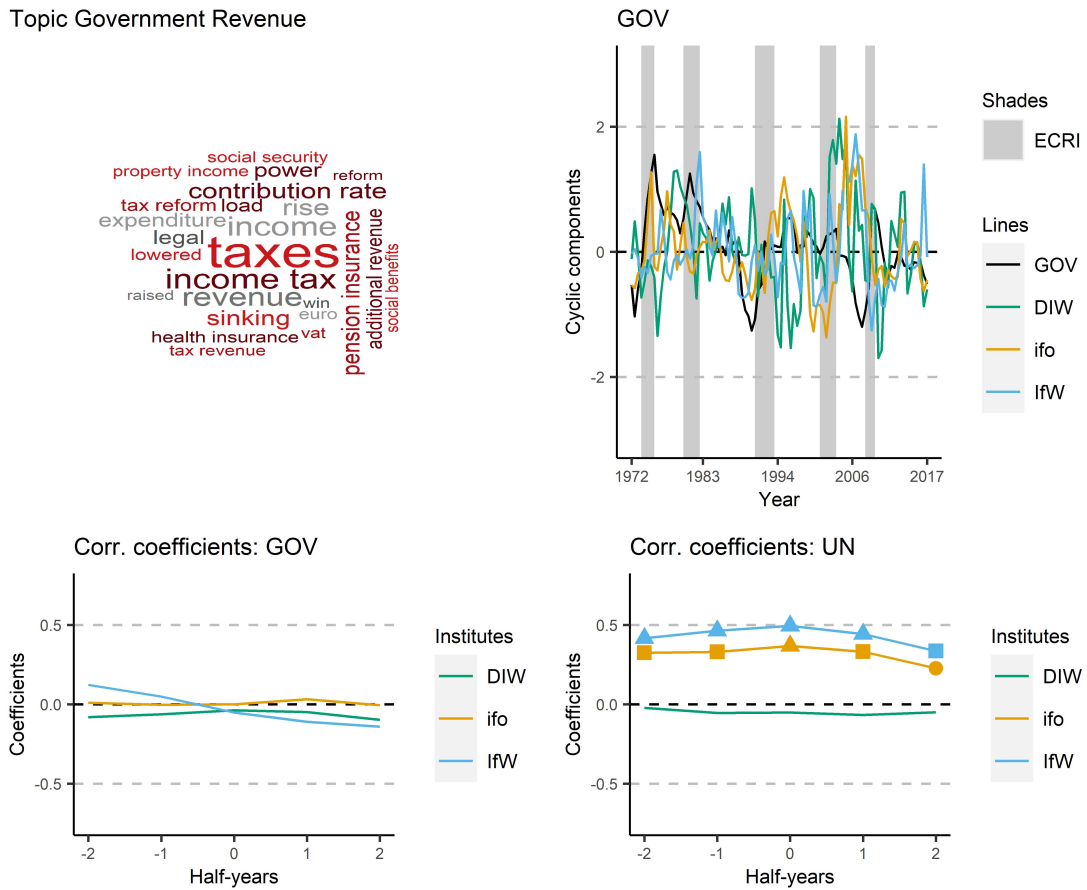 Topic Government Revenue
social security
property income power reform
contribution rate
tax reform load rise
expenditure income
legal taxes
lowered
income tax
raised revenue win
sinking euro
health insurance vat
tax revenue
pension insurance
additional revenue
social benefits
GOV
Cyclic components
2
0
-2
1972 1983 1994 2006 2017
Year
Shades
ECRI
Lines
GOV
DIW
ifo
IfW
Corr. coefficients: GOV
Coefficients
0.5
0.0
-0.5
-2 -1 0 1 2
Half-years
Institutes
DIW
ifo
IfW
Corr. coefficients: UN
Coefficients
0.5
0.0
-0.5
-2 -1 0 1 2
Half-years
Institutes
DIW
ifo
IfW